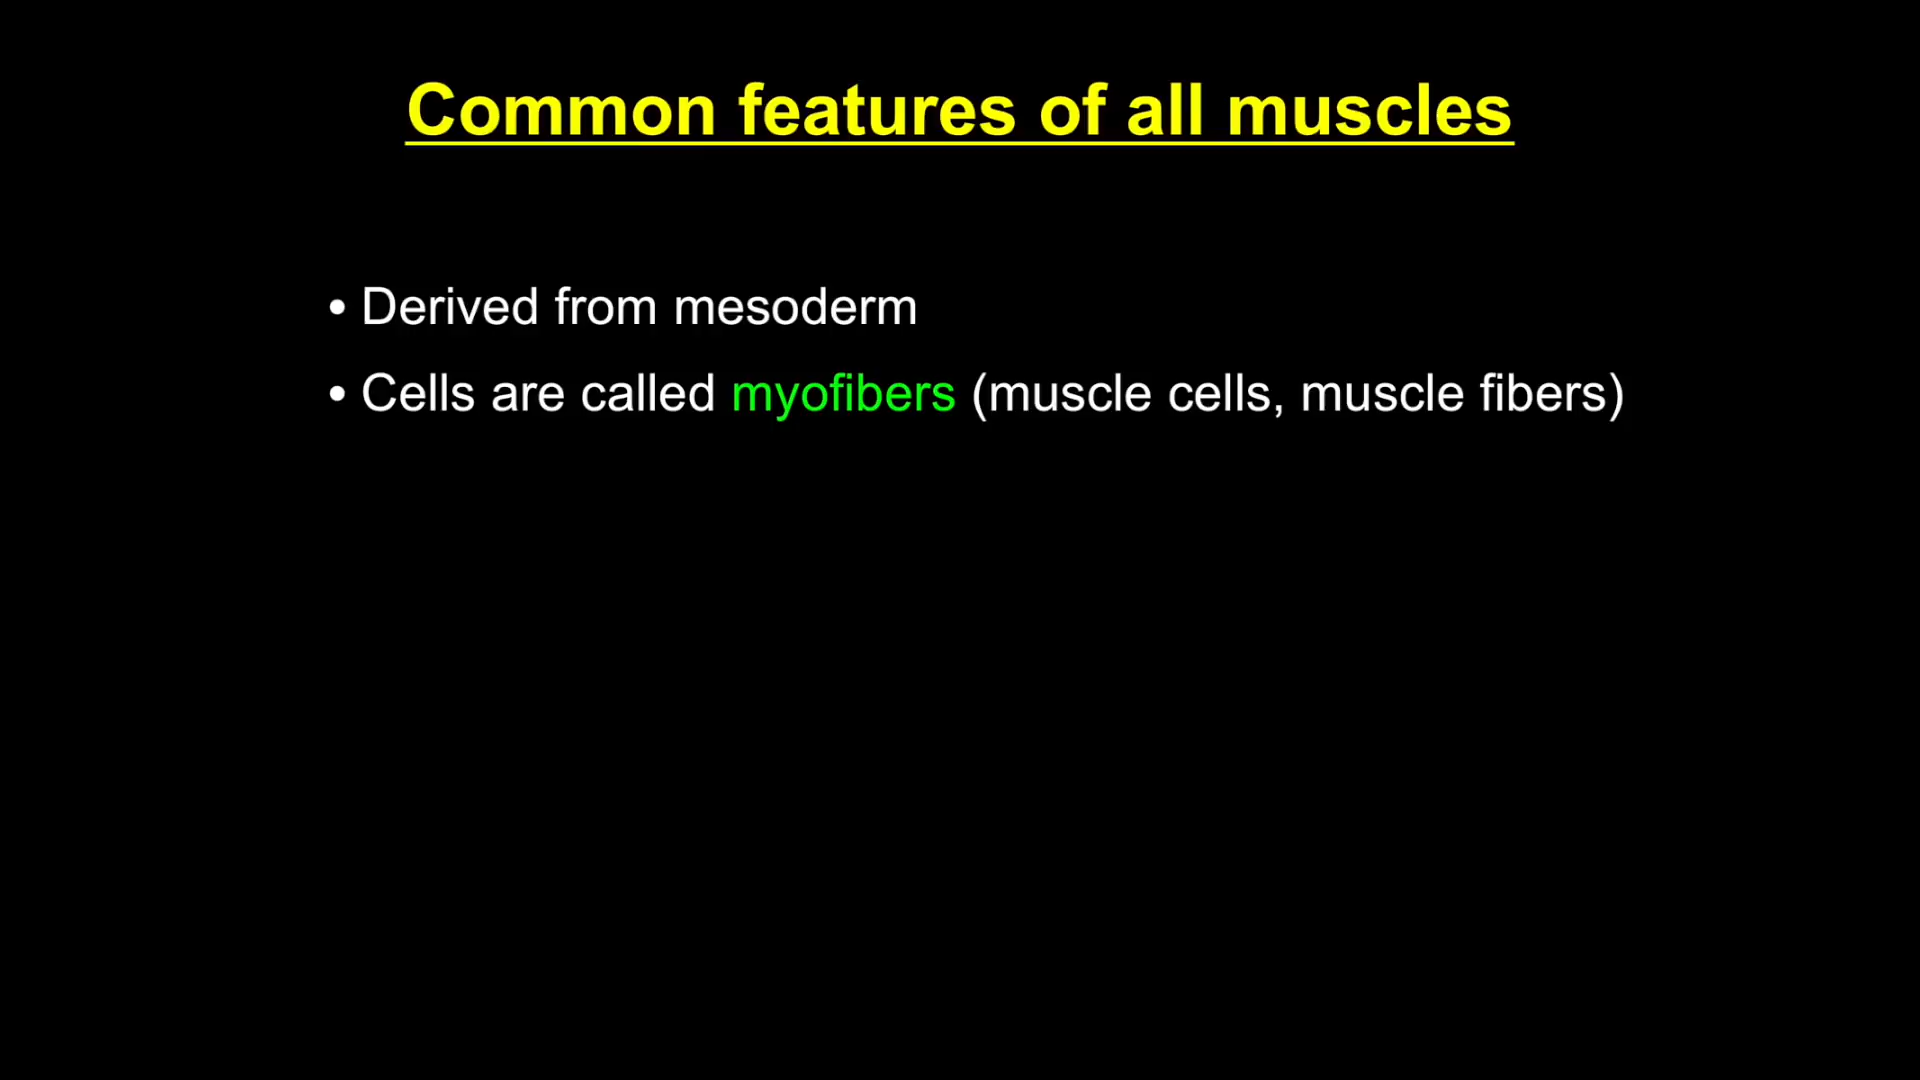 Common features of all muscles
• Derived from mesoderm
• Cells are called myofibers (muscle cells, muscle fibers)